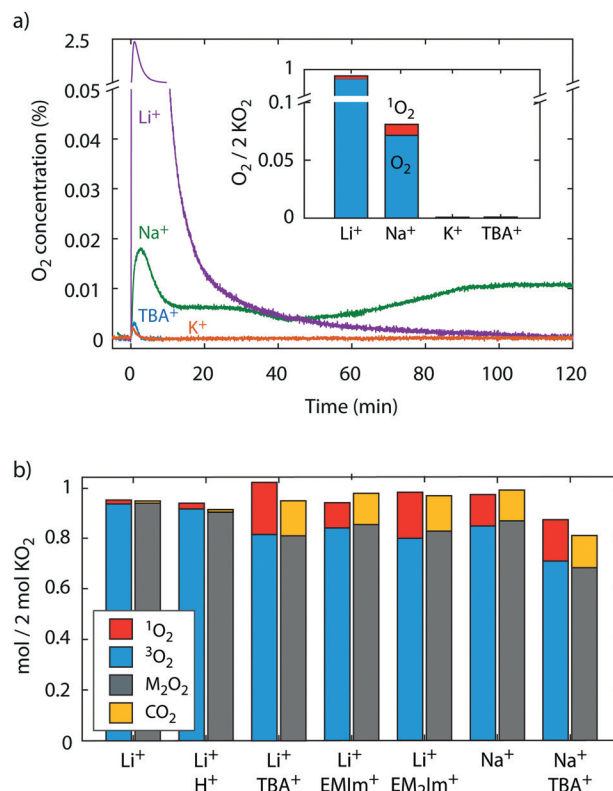 a)
2.5
0.05
0.04
0.03
0.02
0.01
0
O₂ concentration (%)
Li⁺
Na⁺
TBA⁺
K⁺
0 20 40 60 80 100 120
Time (min)
1
0.1
0.05
0
O₂ / 2 KO₂
¹O₂
O₂
Li⁺ Na⁺ K⁺ TBA⁺
b)
1
0.8
0.6
0.4
0.2
0
mol / 2 mol KO₂
¹O₂
³O₂
M₂O₂
CO₂
Li⁺ Li⁺ Li⁺ Li⁺ Li⁺ Na⁺ Na⁺
H⁺ TBA⁺ EMIm⁺ EM₂Im⁺ TBA⁺